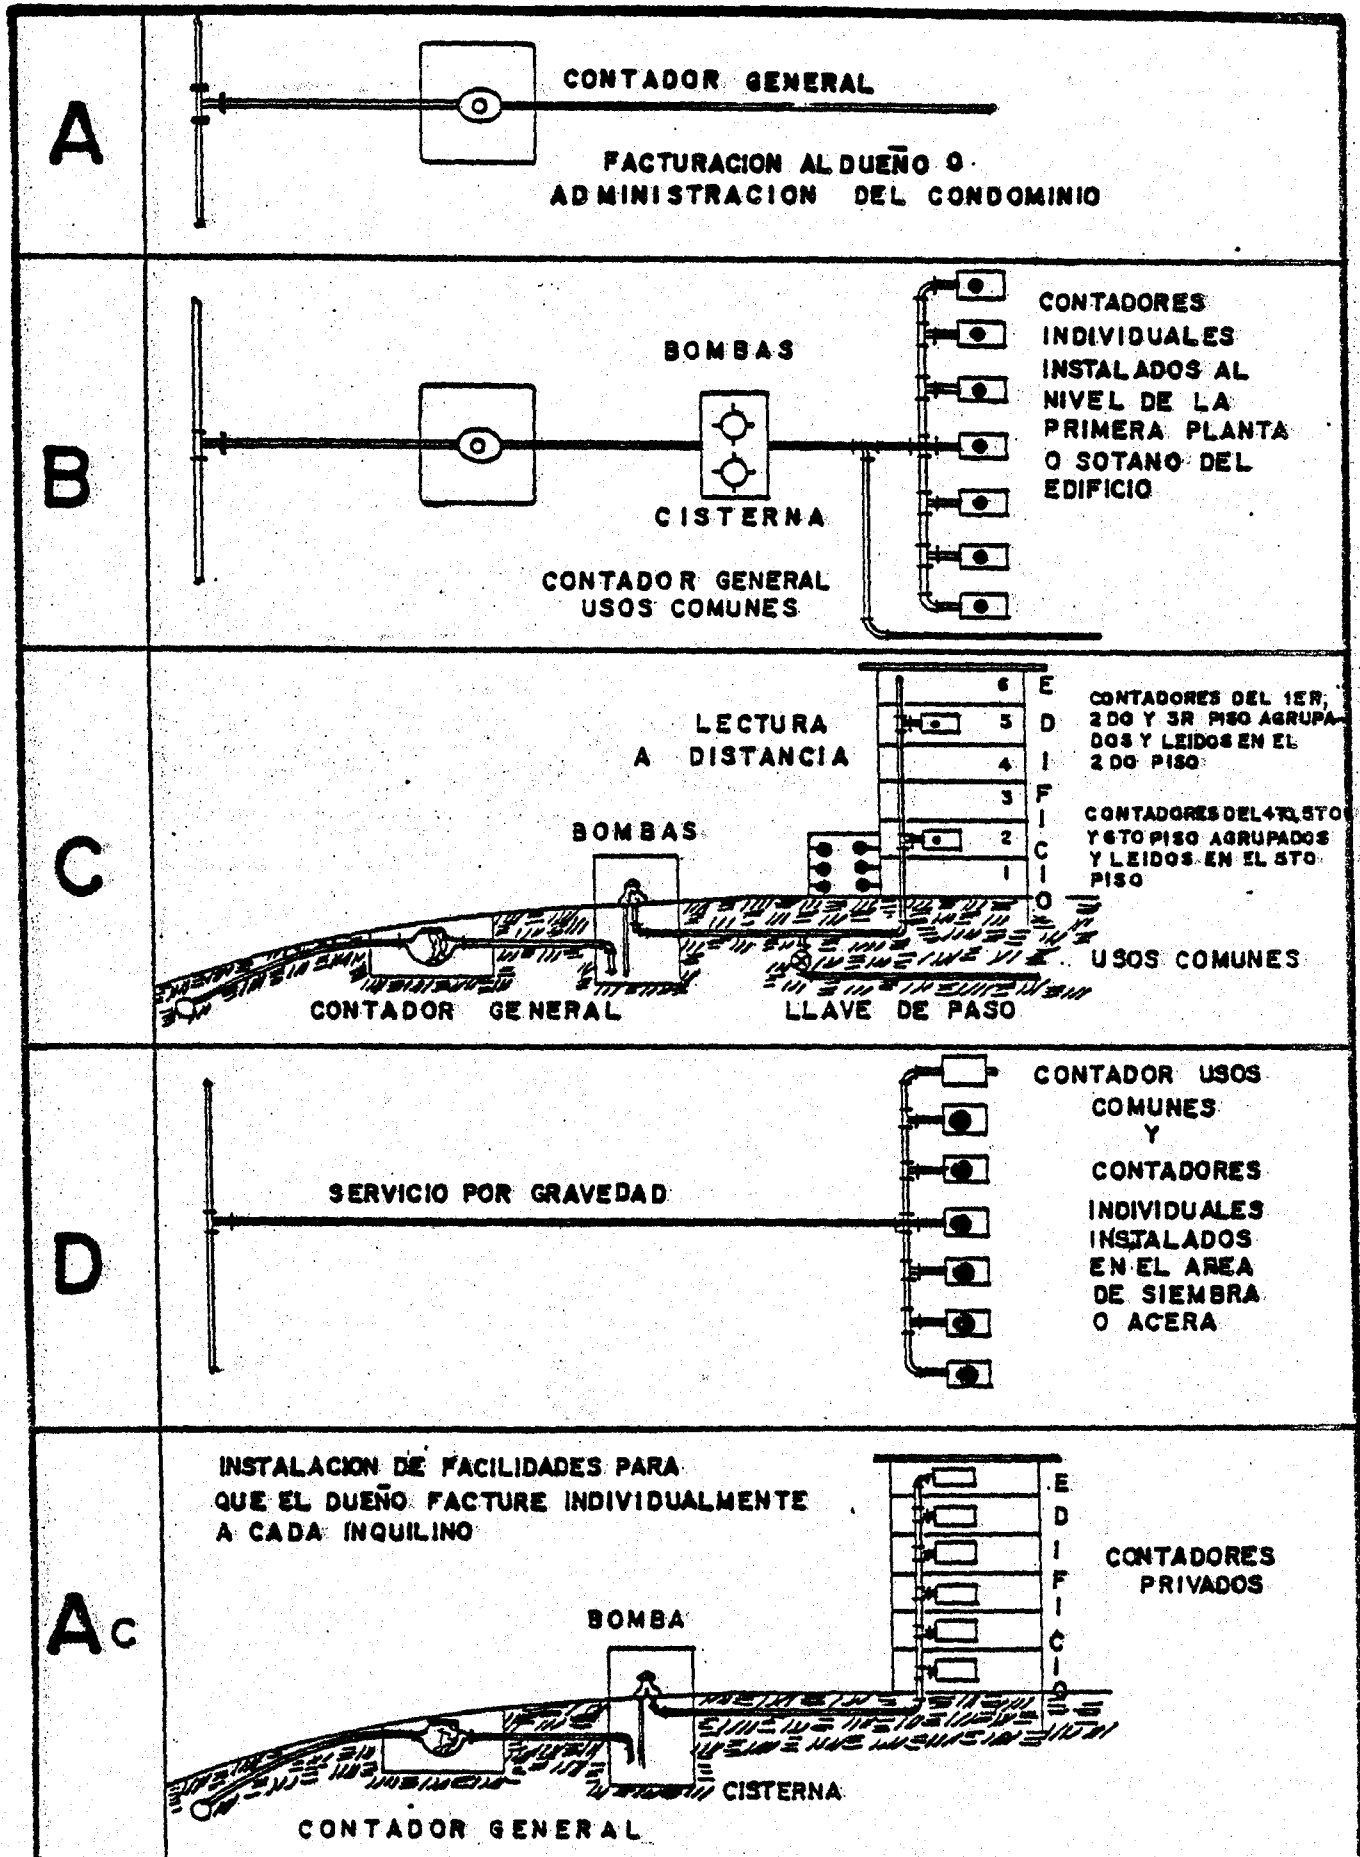 A
CONTADOR GENERAL
FACTURACION AL DUEÑO O
ADMINISTRACION DEL CONDOMINIO
B
BOMBAS
CISTERNA
CONTADOR GENERAL
USOS COMUNES
CONTADORES
INDIVIDUALES
INSTALADOS AL
NIVEL DE LA
PRIMERA PLANTA
O SOTANO DEL
EDIFICIO
C
LECTURA
A DISTANCIA
BOMBAS
6
5
4
3
2
1
EDIFICIO
CONTADORES DEL 1ER,
2DO Y 3R PISO AGRUPA-
DOS Y LEIDOS EN EL
2DO PISO
CONTADORES DEL 4TO, 5TO
Y 6TO PISO AGRUPADOS
Y LEIDOS EN EL 5TO
PISO
USOS COMUNES
CONTADOR GENERAL
LLAVE DE PASO
D
SERVICIO POR GRAVEDAD
CONTADOR USOS
COMUNES
Y
CONTADORES
INDIVIDUALES
INSTALADOS
EN EL AREA
DE SIEMBRA
O ACERA
Ac
INSTALACION DE FACILIDADES PARA
QUE EL DUEÑO FACTURE INDIVIDUALMENTE
A CADA INQUILINO
BOMBA
EDIFICIO
CONTADORES
PRIVADOS
CISTERNA
CONTADOR GENERAL